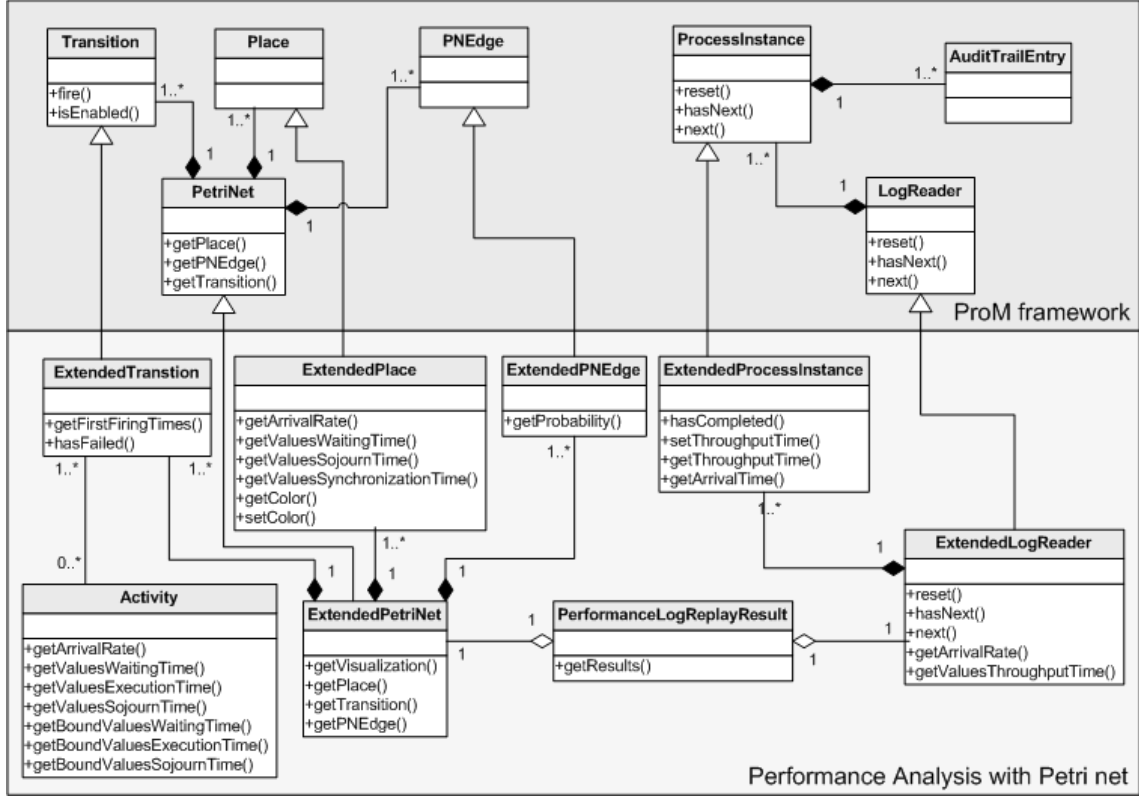 Transition
+fire()
+isEnabled()
1..*
1
Place
1..*
1
PNEdge
1..*
1
PetriNet
+getPlace()
+getPNEdge()
+getTransition()
ProcessInstance
+reset()
+hasNext()
+next()
1
1..*
AuditTrailEntry
1..*
1
LogReader
+reset()
+hasNext()
+next()
ProM framework
ExtendedTranstion
+getFirstFiringTimes()
+hasFailed()
1..*
1..*
0..*
ExtendedPlace
+getArrivalRate()
+getValuesWaitingTime()
+getValuesSojournTime()
+getValuesSynchronizationTime()
+getColor()
+setColor()
1..*
ExtendedPNEdge
+getProbability()
1..*
ExtendedProcessInstance
+hasCompleted()
+setThroughputTime()
+getThroughputTime()
+getArrivalTime()
1..*
1
ExtendedLogReader
+reset()
+hasNext()
+next()
+getArrivalRate()
+getValuesThroughputTime()
Activity
+getArrivalRate()
+getValuesWaitingTime()
+getValuesExecutionTime()
+getValuesSojournTime()
+getBoundValuesWaitingTime()
+getBoundValuesExecutionTime()
+getBoundValuesSojournTime()
1
1
1
ExtendedPetriNet
+getVisualization()
+getPlace()
+getTransition()
+getPNEdge()
1
1
PerformanceLogReplayResult
+getResults()
1
1
Performance Analysis with Petri net